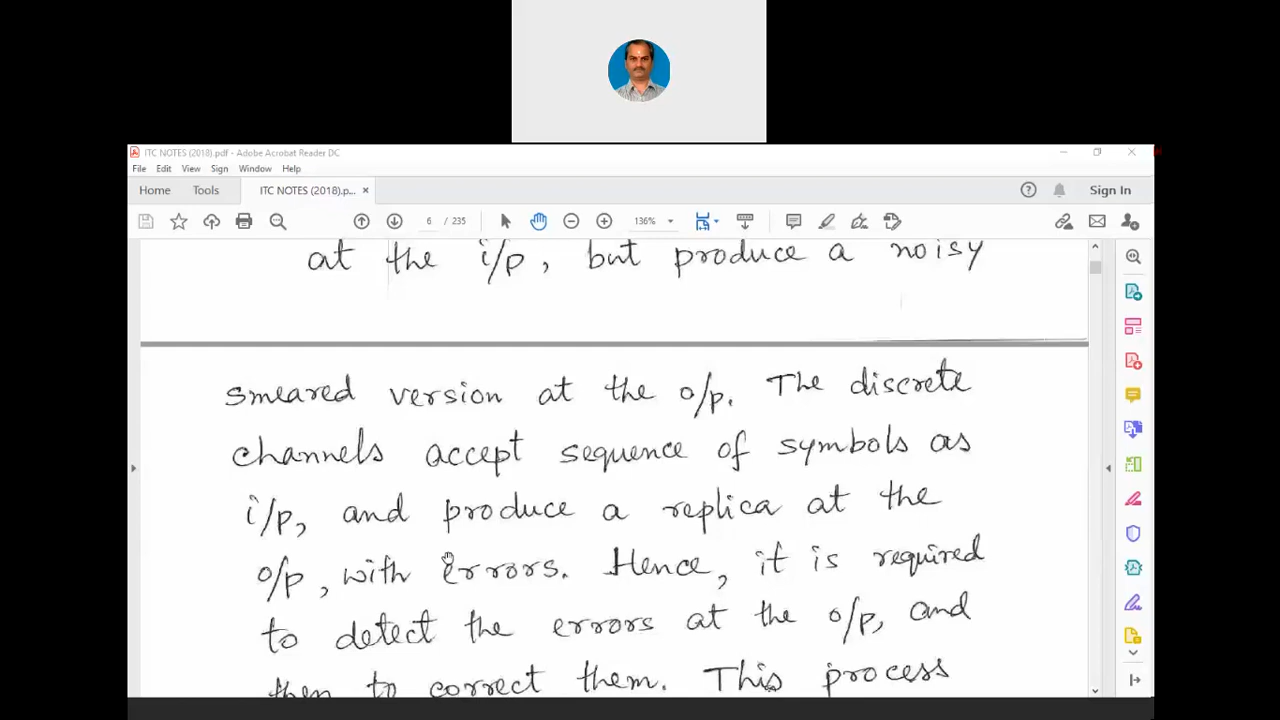 ITC NOTES (2018).pdf - Adobe Acrobat Reader DC
File Edit View Sign Window Help
Home Tools ITC NOTES (2018).p... × Sign In
6 / 235 136%
at the i/p, but produce a noisy
smeared version at the o/p. The discrete
channels accept sequence of symbols as
i/p, and produce a replica at the
o/p, with errors. Hence, it is required
to detect the errors at the o/p, and
then to correct them. This process